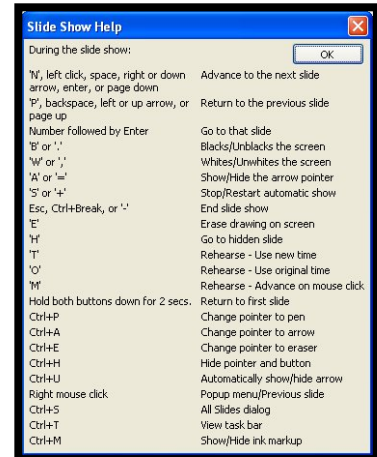 Slide Show Help
During the slide show:
OK
'N', left click, space, right or down arrow, enter, or page down Advance to the next slide
'P', backspace, left or up arrow, or page up Return to the previous slide
Number followed by Enter Go to that slide
'B' or '.' Blacks/Unblacks the screen
'W' or ',' Whites/Unwhites the screen
'A' or '=' Show/Hide the arrow pointer
'S' or '+' Stop/Restart automatic show
Esc, Ctrl+Break, or '-' End slide show
'E' Erase drawing on screen
'H' Go to hidden slide
'T' Rehearse - Use new time
'O' Rehearse - Use original time
'M' Rehearse - Advance on mouse click
Hold both buttons down for 2 secs. Return to first slide
Ctrl+P Change pointer to pen
Ctrl+A Change pointer to arrow
Ctrl+E Change pointer to eraser
Ctrl+H Hide pointer and button
Ctrl+U Automatically show/hide arrow
Right mouse click Popup menu/Previous slide
Ctrl+S All Slides dialog
Ctrl+T View task bar
Ctrl+M Show/Hide ink markup